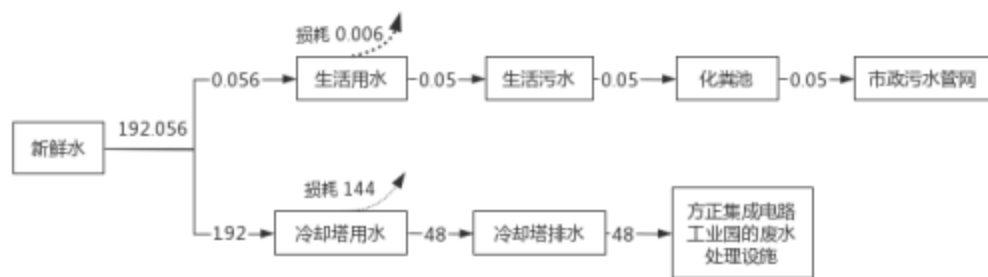 损耗 0.006
0.056
生活用水
0.05
生活污水
0.05
化粪池
0.05
市政污水管网
192.056
新鲜水
损耗 144
192
冷却塔用水
48
冷却塔排水
48
方正集成电路
工业园的废水
处理设施